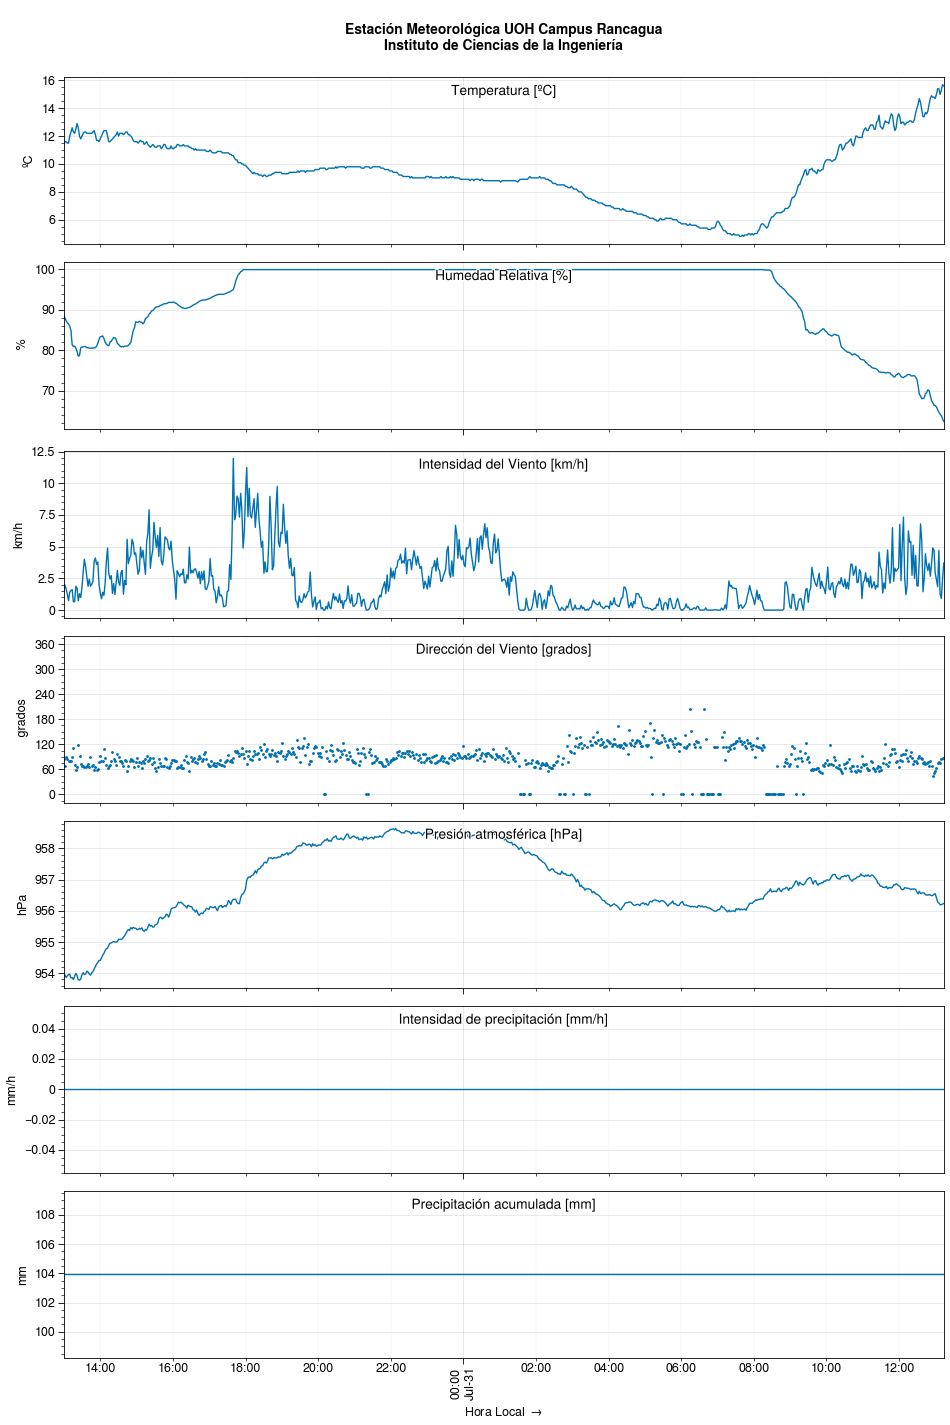 Estación Meteorológica UOH Campus Rancagua
Instituto de Ciencias de la Ingeniería
Temperatura [ºC]
ºC
16
14
12
10
8
6
Humedad Relativa [%]
%
100
90
80
70
Intensidad del Viento [km/h]
km/h
12.5
10
7.5
5
2.5
0
Dirección del Viento [grados]
grados
360
300
240
180
120
60
0
Presión atmosférica [hPa]
hPa
958
957
956
955
954
Intensidad de precipitación [mm/h]
mm/h
0.04
0.02
0
−0.02
−0.04
Precipitación acumulada [mm]
mm
108
106
104
102
100
14:00 16:00 18:00 20:00 22:00 00:00 02:00 04:00 06:00 08:00 10:00 12:00
Jul-31
Hora Local →